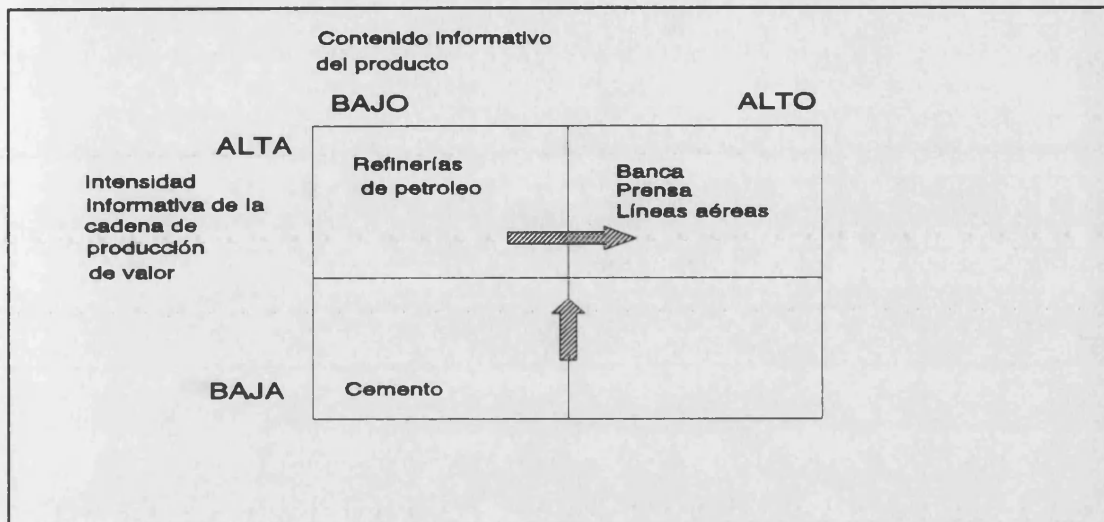 Contenido informativo
del producto
BAJO
ALTO
ALTA
Intensidad
informativa de la
cadena de
producción
de valor
Refinerías
de petroleo
Banca
Prensa
Líneas aéreas
BAJA
Cemento